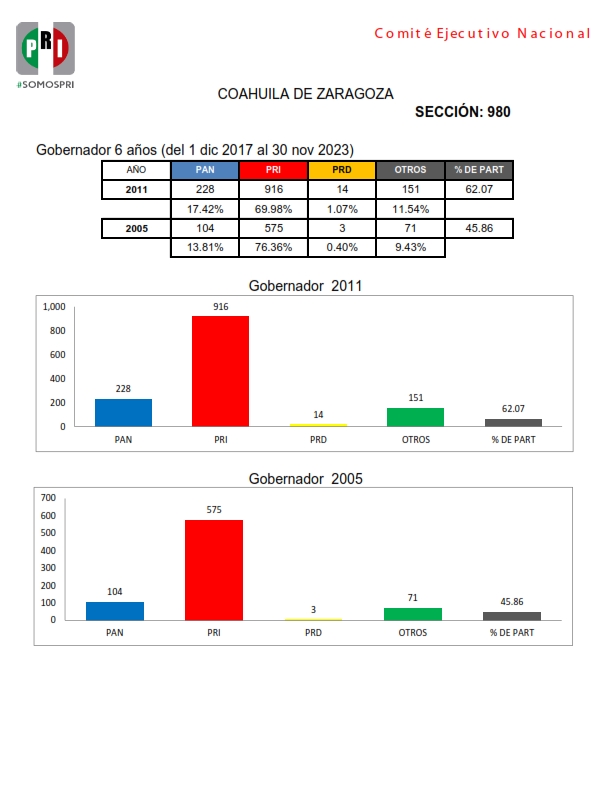 Comité Ejecutivo Nacional
PRI
#SOMOSPRI
COAHUILA DE ZARAGOZA
SECCIÓN: 980
Gobernador 6 años (del 1 dic 2017 al 30 nov 2023)
AÑO PAN PRI PRD OTROS % DE PART
2011 228 916 14 151 62.07
17.42% 69.98% 1.07% 11.54%
2005 104 575 3 71 45.86
13.81% 76.36% 0.40% 9.43%
Gobernador 2011
1,000
800
600
400
200
0
228 916 14 151 62.07
PAN PRI PRD OTROS % DE PART
Gobernador 2005
700
600
500
400
300
200
100
0
104 575 3 71 45.86
PAN PRI PRD OTROS % DE PART